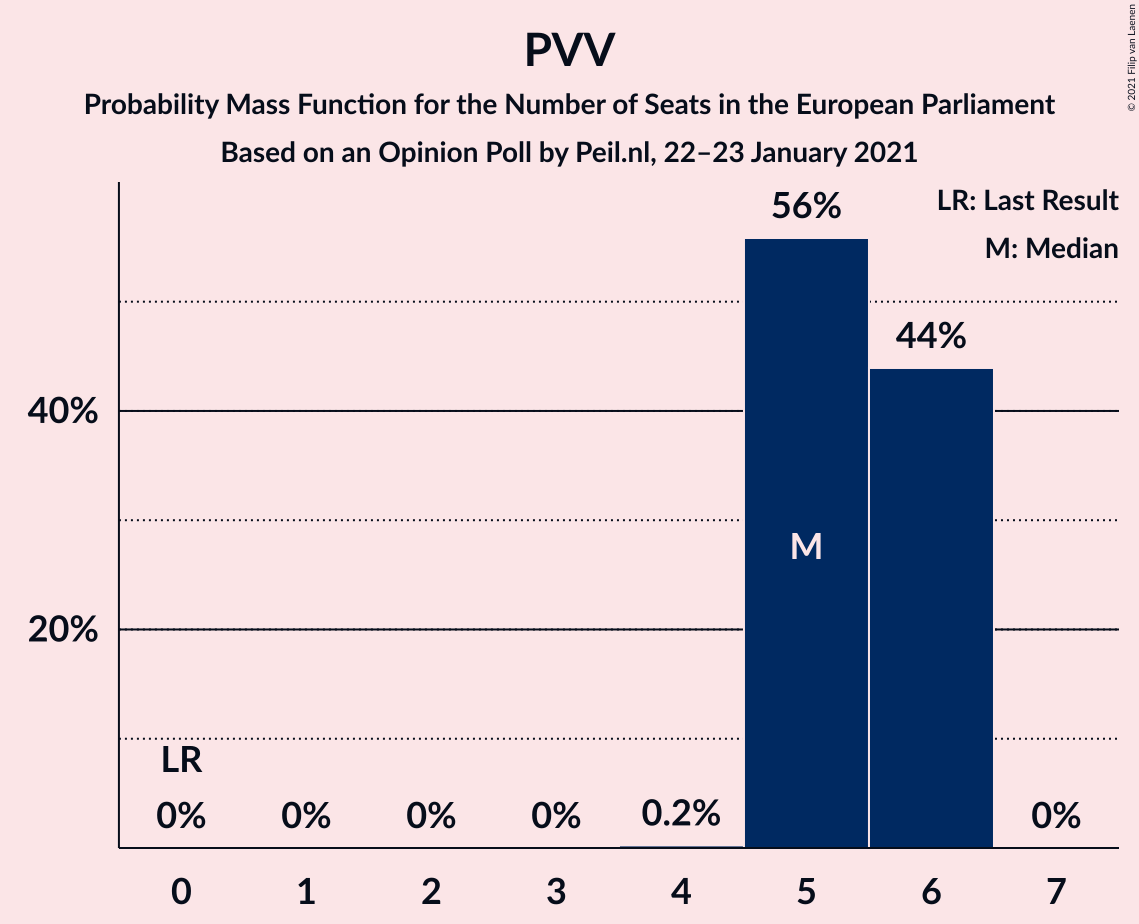 PVV
Probability Mass Function for the Number of Seats in the European Parliament
Based on an Opinion Poll by Peil.nl, 22–23 January 2021
© 2021 Filip van Laenen
LR: Last Result
M: Median
56%
44%
40%
M
20%
LR
0% 0% 0% 0% 0.2% 0%
0 1 2 3 4 5 6 7